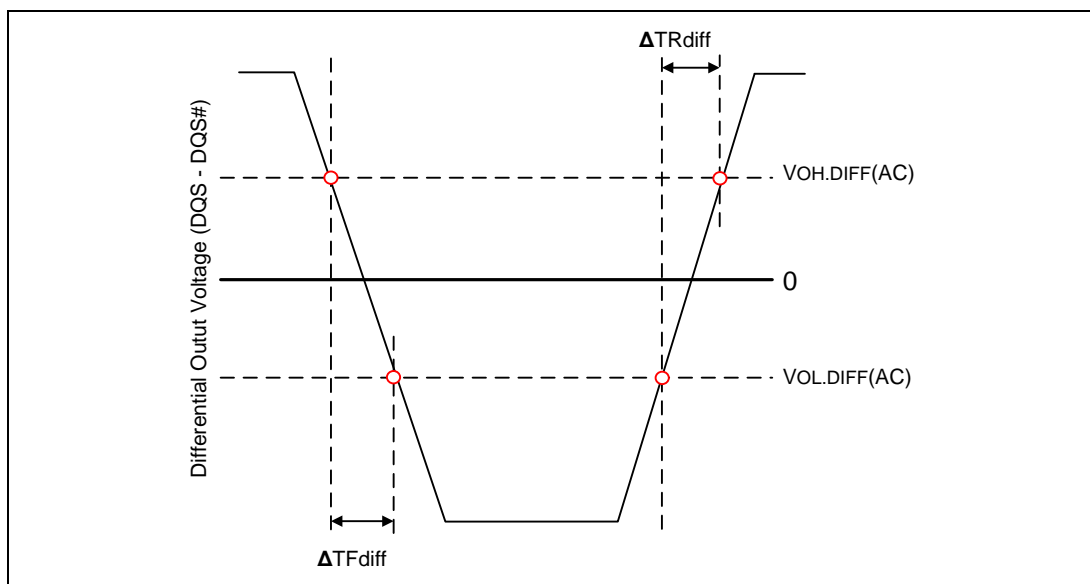 ΔTRdiff
VOH.DIFF(AC)
Differential Outut Voltage (DQS - DQS#)
0
VOL.DIFF(AC)
ΔTFdiff